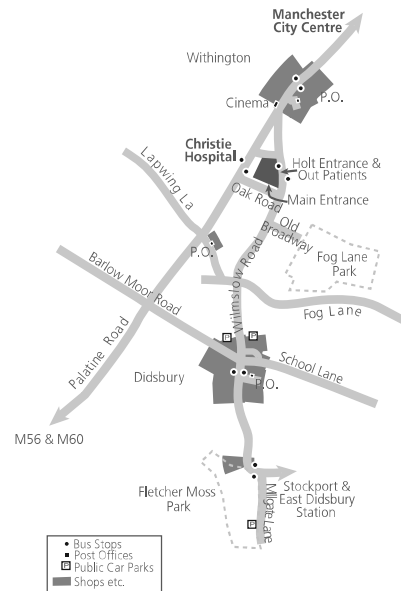 Manchester
City Centre
Withington
P.O.
Cinema
Christie
Hospital
Holt Entrance &
Out Patients
Main Entrance
Lapwing La
Oak Road
Old
Broadway
P.O.
Fog Lane
Park
Barlow Moor Road
Wilmslow Road
Fog Lane
Palatine Road
P
P
School Lane
Didsbury
P.O.
M56 & M60
Fletcher Moss
Park
Stockport &
East Didsbury
Station
Millgate Lane
P
Bus Stops
Post Offices
P Public Car Parks
Shops etc.